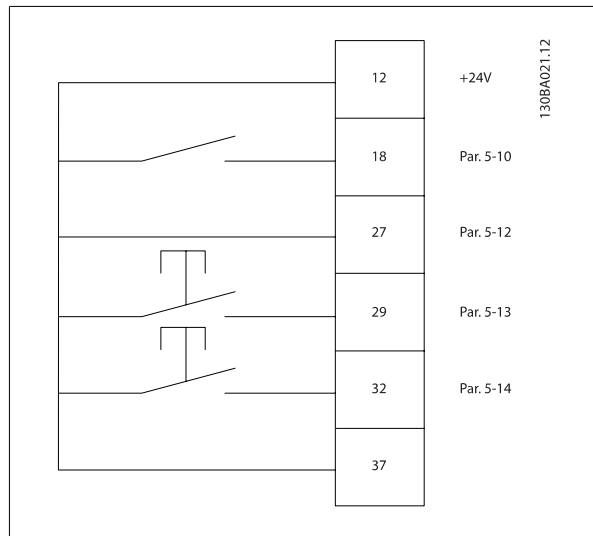 12 +24V
18 Par. 5-10
27 Par. 5-12
29 Par. 5-13
32 Par. 5-14
37
130BA021.12